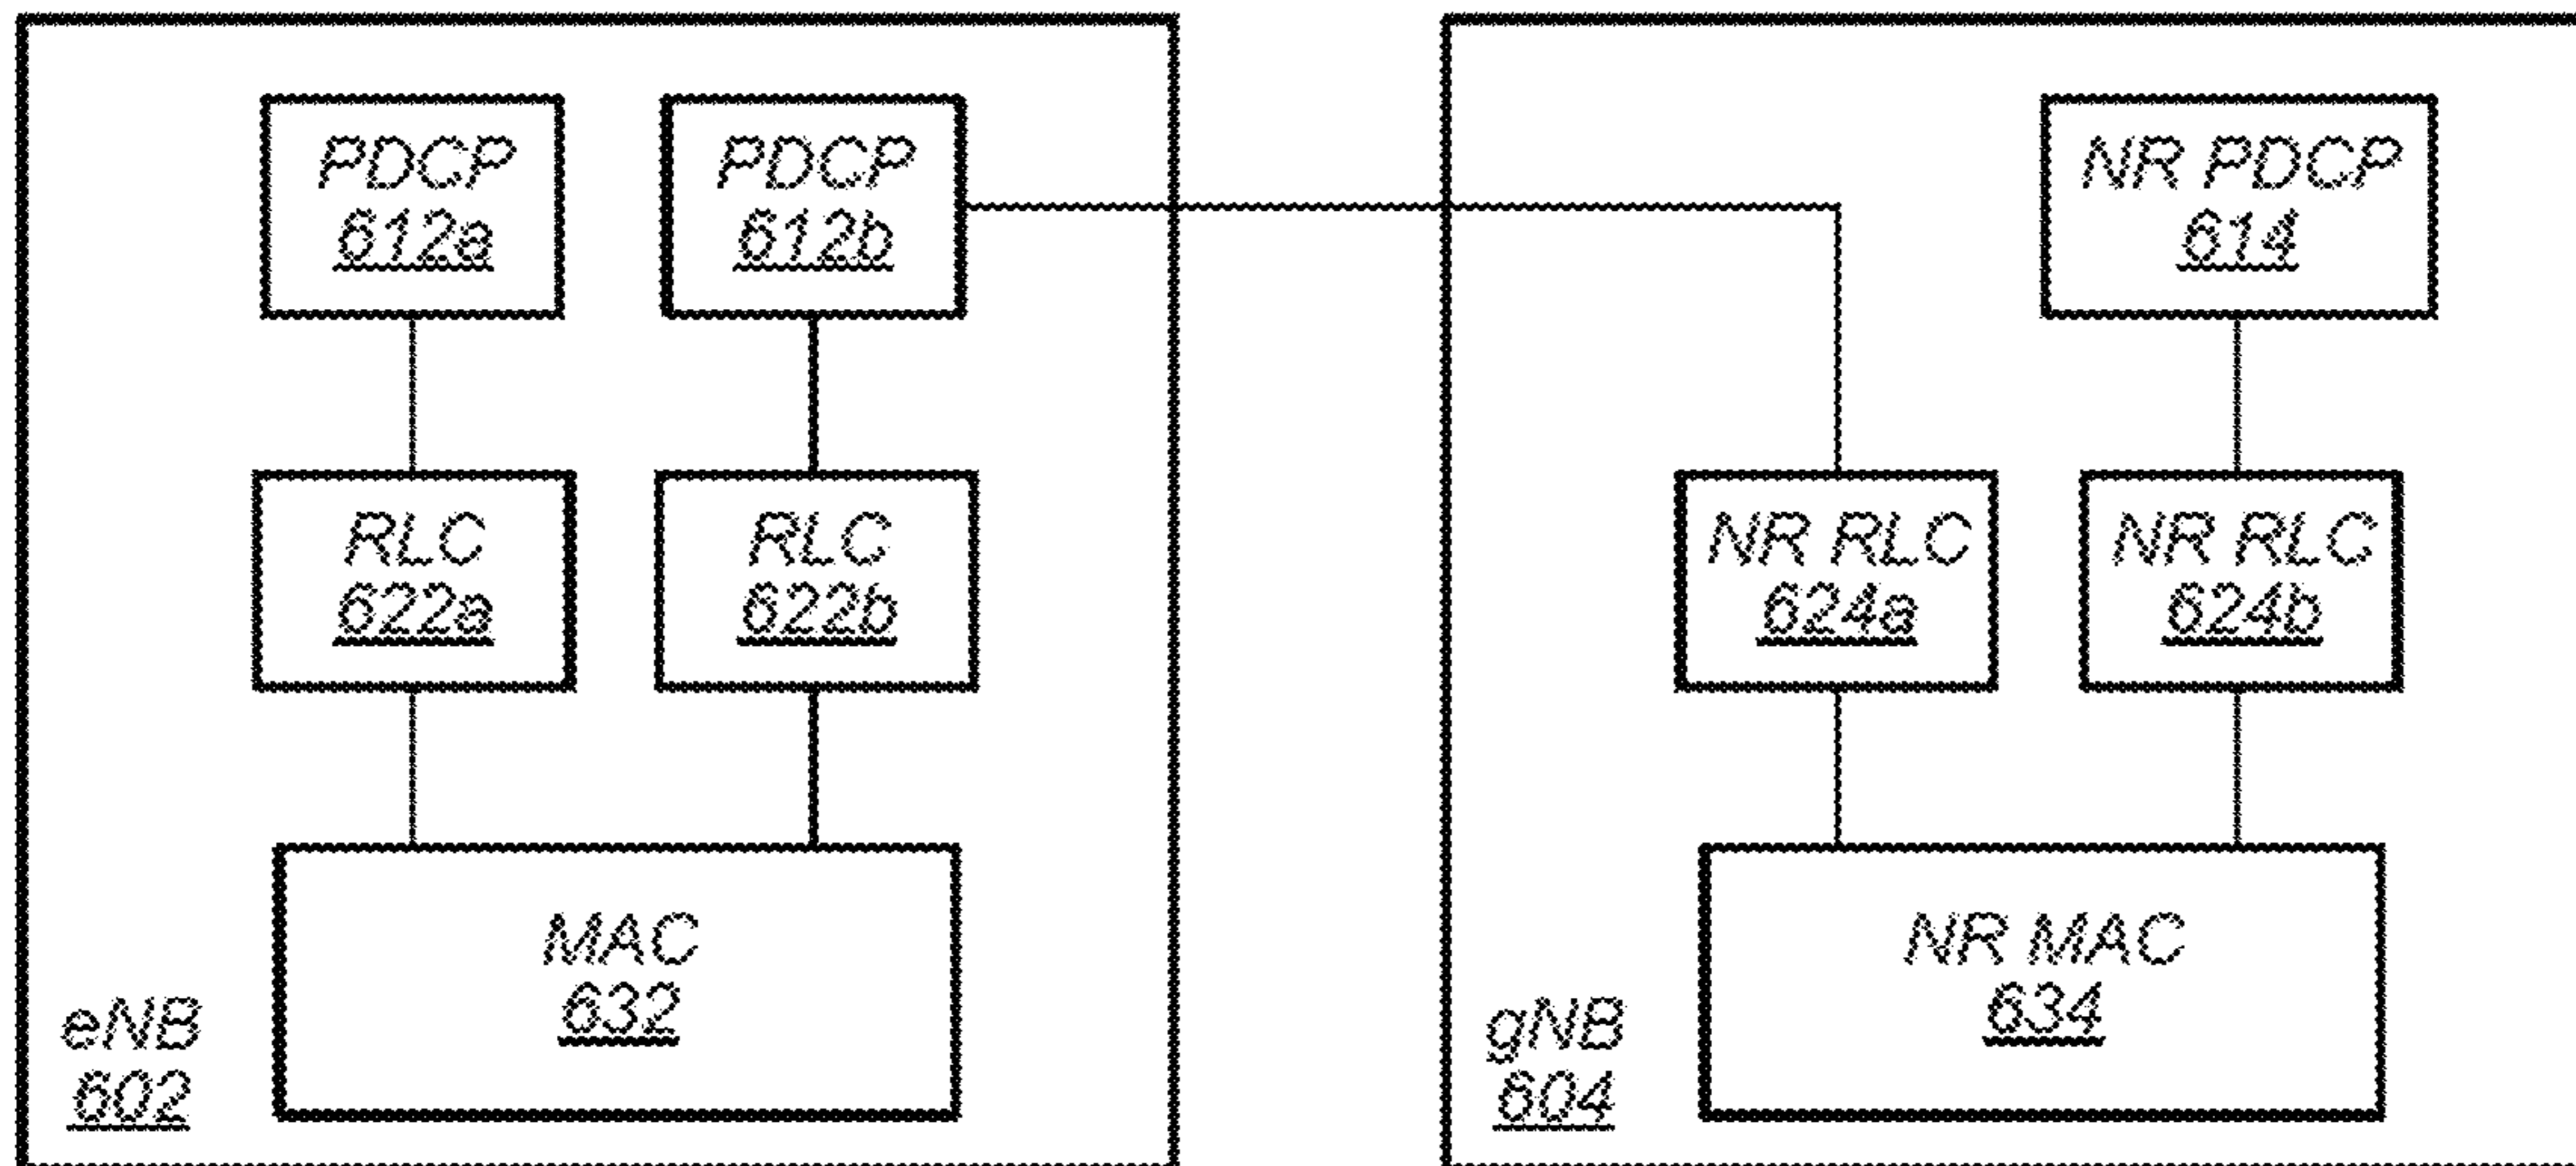 PDCP
612a
PDCP
612b
NR PDCP
614
RLC
622a
RLC
622b
NR RLC
624a
NR RLC
624b
MAC
632
NR MAC
634
eNB
602
gNB
604